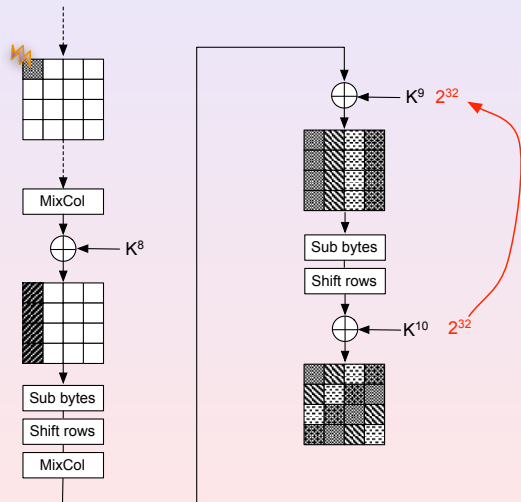 MixCol
K⁸
Sub bytes
Shift rows
MixCol
K⁹ 2³²
Sub bytes
Shift rows
K¹⁰ 2³²